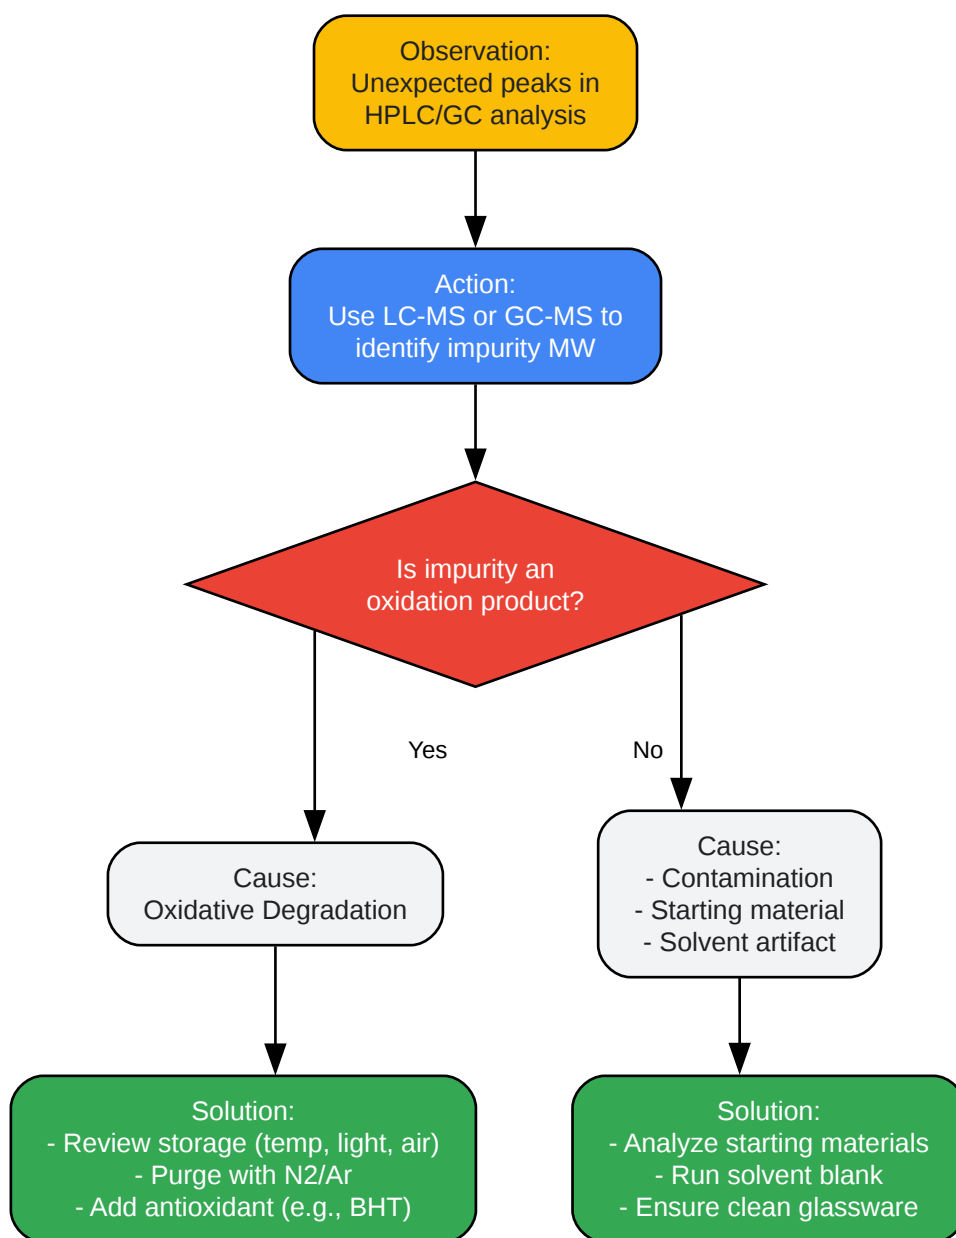 Observation:
Unexpected peaks in
HPLC/GC analysis
Action:
Use LC-MS or GC-MS to
identify impurity MW
Is impurity an
oxidation product?
Yes
No
Cause:
Oxidative Degradation
Cause:
- Contamination
- Starting material
- Solvent artifact
Solution:
- Review storage (temp, light, air)
- Purge with N2/Ar
- Add antioxidant (e.g., BHT)
Solution:
- Analyze starting materials
- Run solvent blank
- Ensure clean glassware